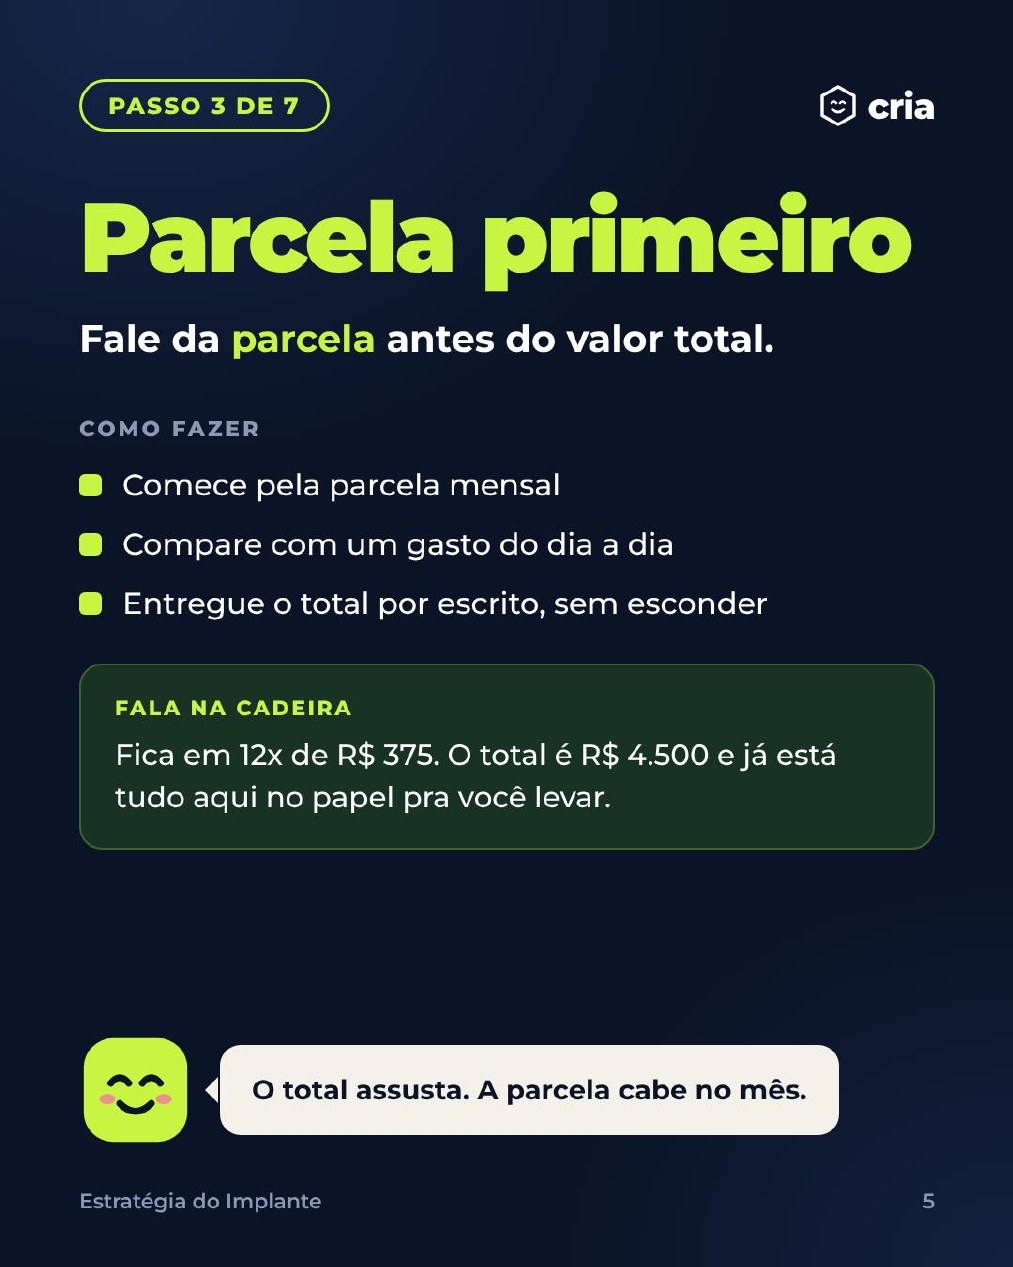 PASSO 3 DE 7
cria
Parcela primeiro
Fale da parcela antes do valor total.
COMO FAZER
Comece pela parcela mensal
Compare com um gasto do dia a dia
Entregue o total por escrito, sem esconder
FALA NA CADEIRA
Fica em 12x de R$ 375. O total é R$ 4.500 e já está
tudo aqui no papel pra você levar.
O total assusta. A parcela cabe no mês.
Estratégia do Implante
5